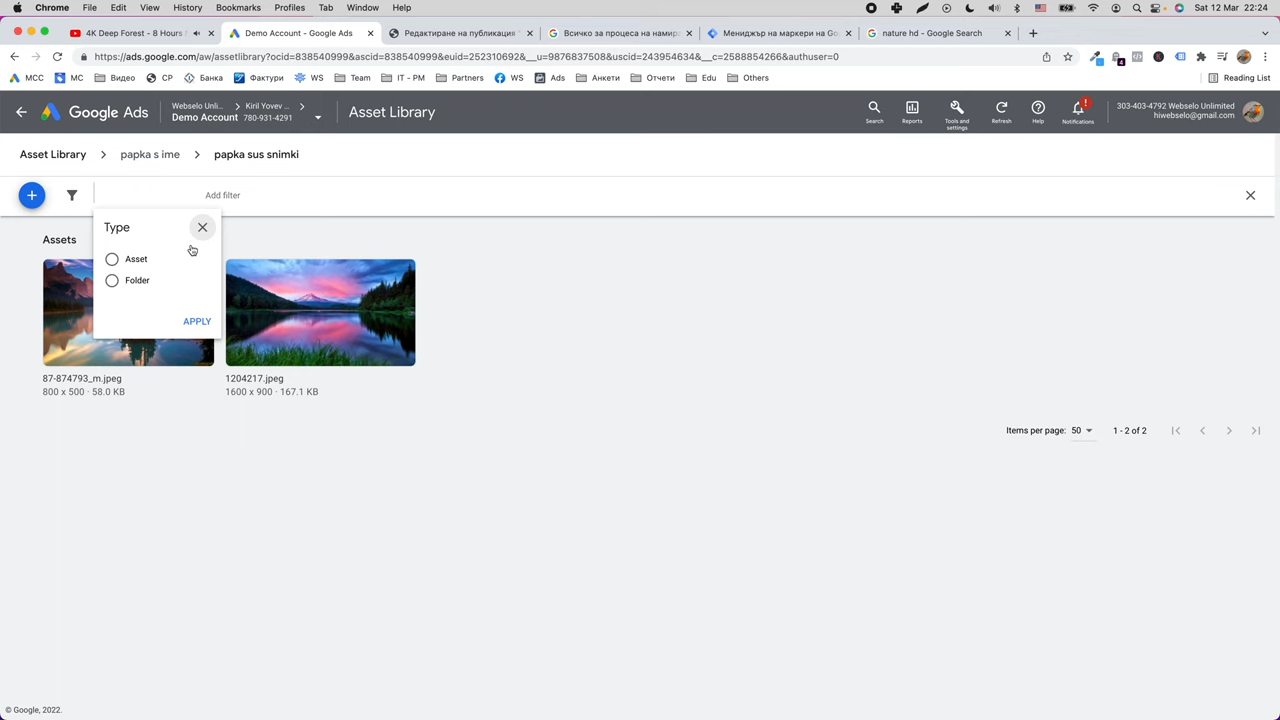 Chrome File Edit View History Bookmarks Profiles Tab Window Help Sat 12 Mar 22:24
4K Deep Forest - 8 Hours Demo Account - Google Ads Редактиране на публикация Всичко за процеса на намира Мениджър на маркери на Go nature hd - Google Search
ads.google.com/aw/assetlibrary?ocid=838540999&ascid=838540999&euid=252310692&__u=9876837508&uscid=243954634&__c=2588854266&authuser=0
МСС МС Видео СР Банка Фактури WS Team IT - PM Partners WS Ads Анкети Отчети Edu Others Reading List
Google Ads
Webselo Unli... Kiril Yovev ...
Demo Account 780-931-4291
Asset Library
Search Reports Tools and settings Refresh Help Notifications
303-403-4792 Webselo Unlimited
hiwebselo@gmail.com
Asset Library papka s ime papka sus snimki
Add filter
Type
Asset
Folder
APPLY
Assets
87-874793_m.jpeg
800 x 500 · 58.0 KB
1204217.jpeg
1600 x 900 · 167.1 KB
Items per page: 50 1 - 2 of 2
© Google, 2022.